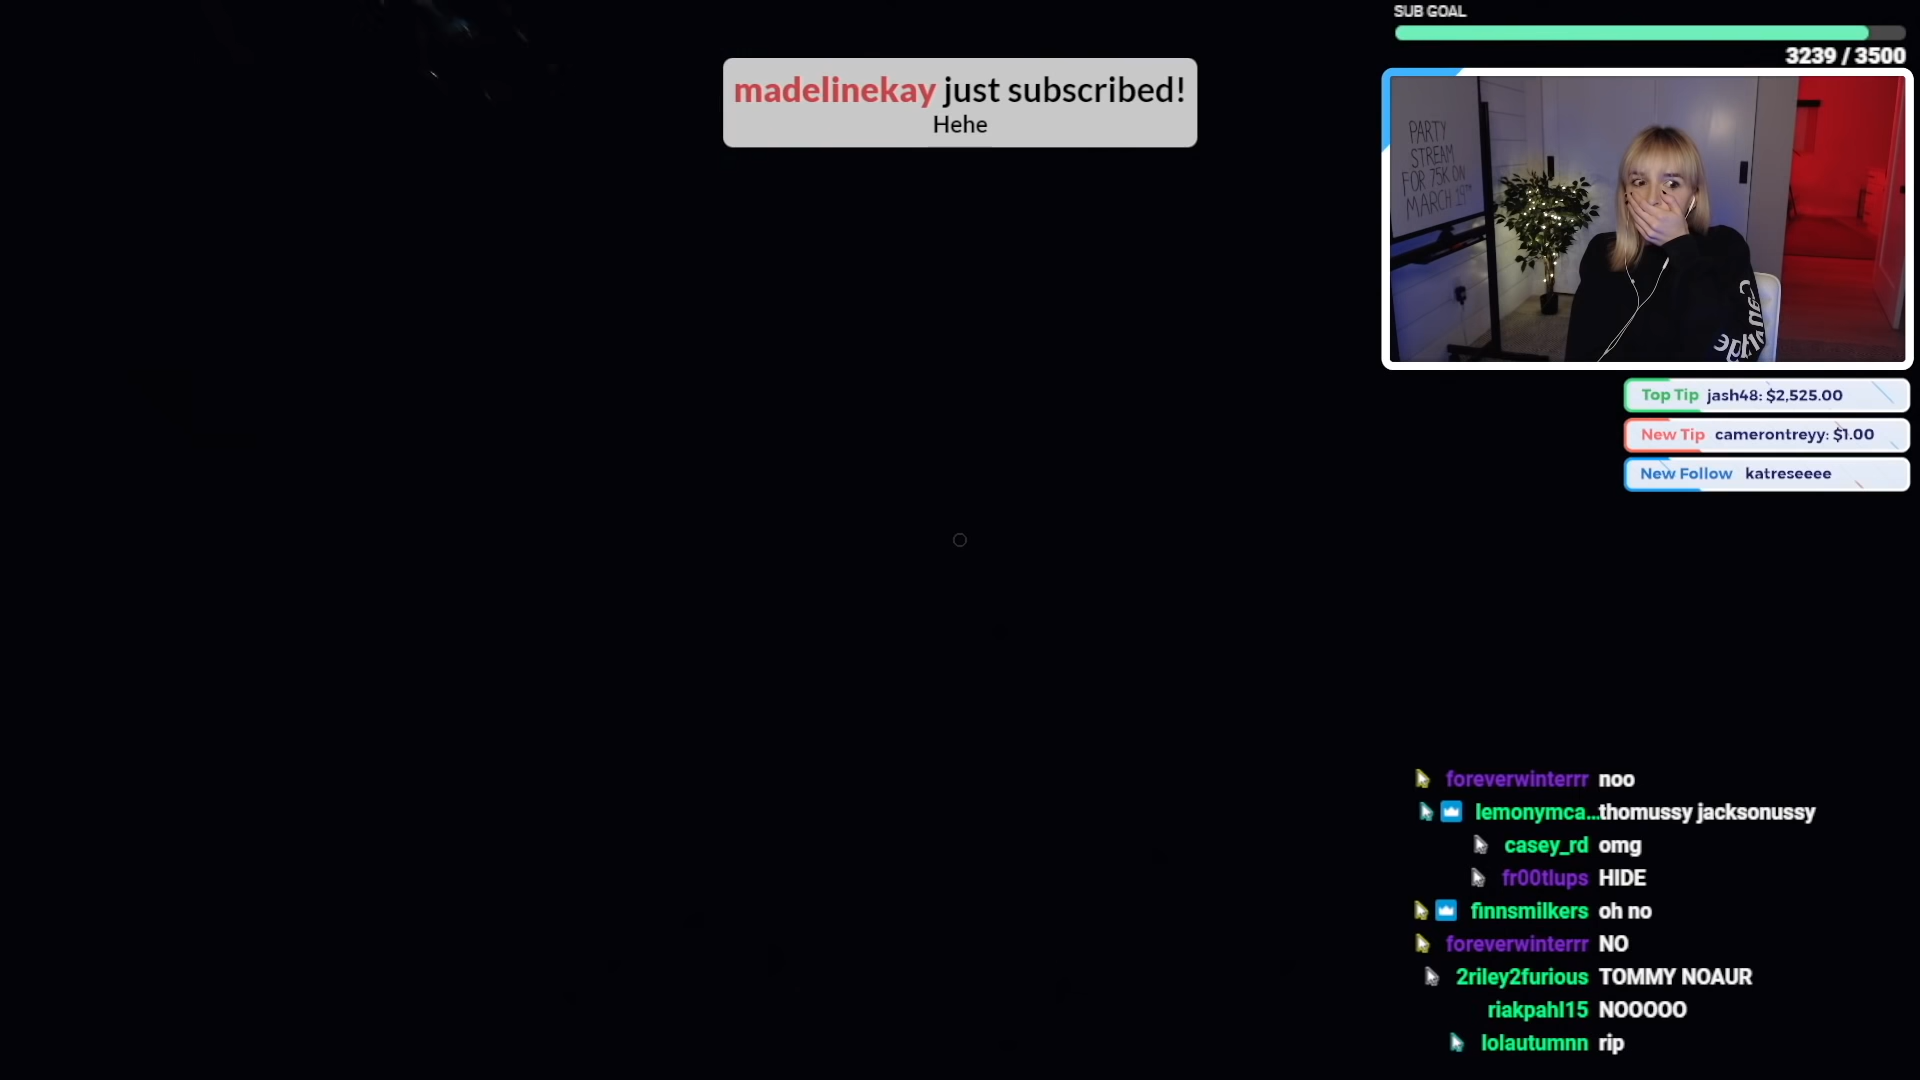 SUB GOAL
3239 / 3500
madelinekay just subscribed!
Hehe
PARTY
STREAM
FOR 75K ON
MARCH 19TH
Top Tip jash48: $2,525.00
New Tip camerontreyy: $1.00
New Follow katreseeee
foreverwinterrr noo
lemonymca...thomussy jacksonussy
casey_rd omg
fr00tlups HIDE
finnsmilkers oh no
foreverwinterrr NO
2riley2furious TOMMY NOAUR
riakpahl15 NOOOOO
lolautumnn rip